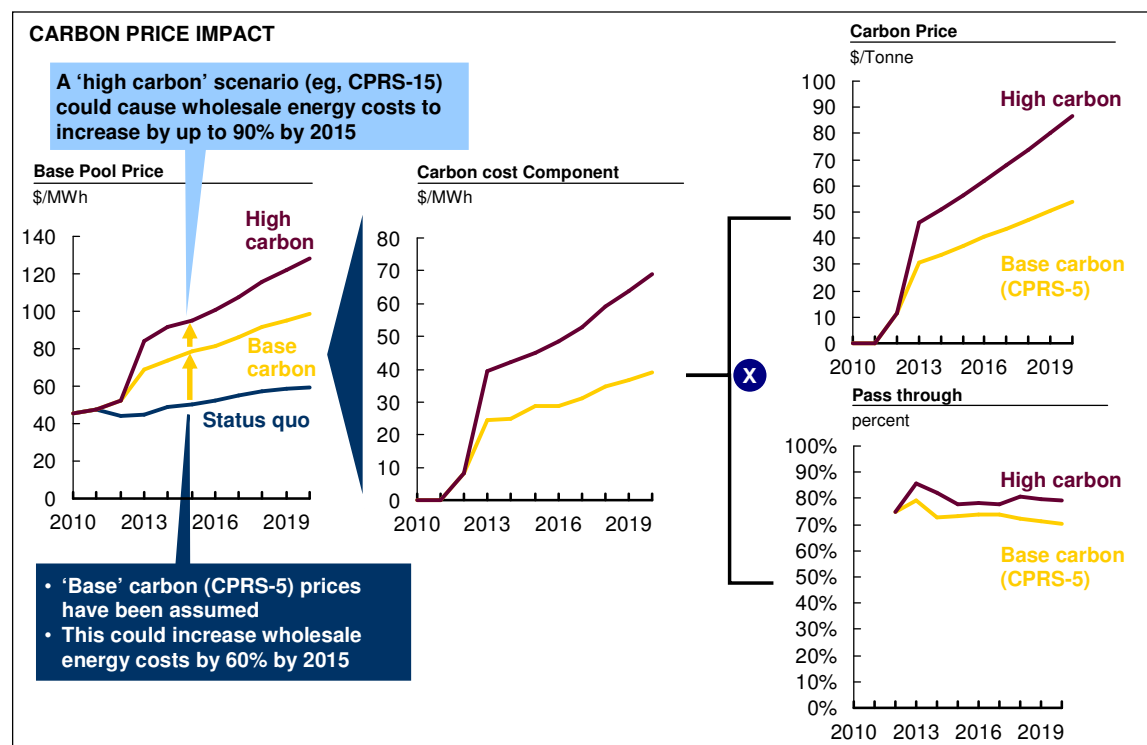 CARBON PRICE IMPACT
A ‘high carbon’ scenario (eg, CPRS-15)
could cause wholesale energy costs to
increase by up to 90% by 2015
Base Pool Price
$/MWh
140
120
100
80
60
40
20
0
2010 2013 2016 2019
High
carbon
Base
carbon
Status quo
• ‘Base’ carbon (CPRS-5) prices
have been assumed
• This could increase wholesale
energy costs by 60% by 2015
Carbon cost Component
$/MWh
80
70
60
50
40
30
20
10
0
2010 2013 2016 2019
X
Carbon Price
$/Tonne
100
90
80
70
60
50
40
30
20
10
0
2010 2013 2016 2019
High carbon
Base carbon
(CPRS-5)
Pass through
percent
100%
90%
80%
70%
60%
50%
40%
30%
20%
10%
0%
2010 2013 2016 2019
High carbon
Base carbon
(CPRS-5)